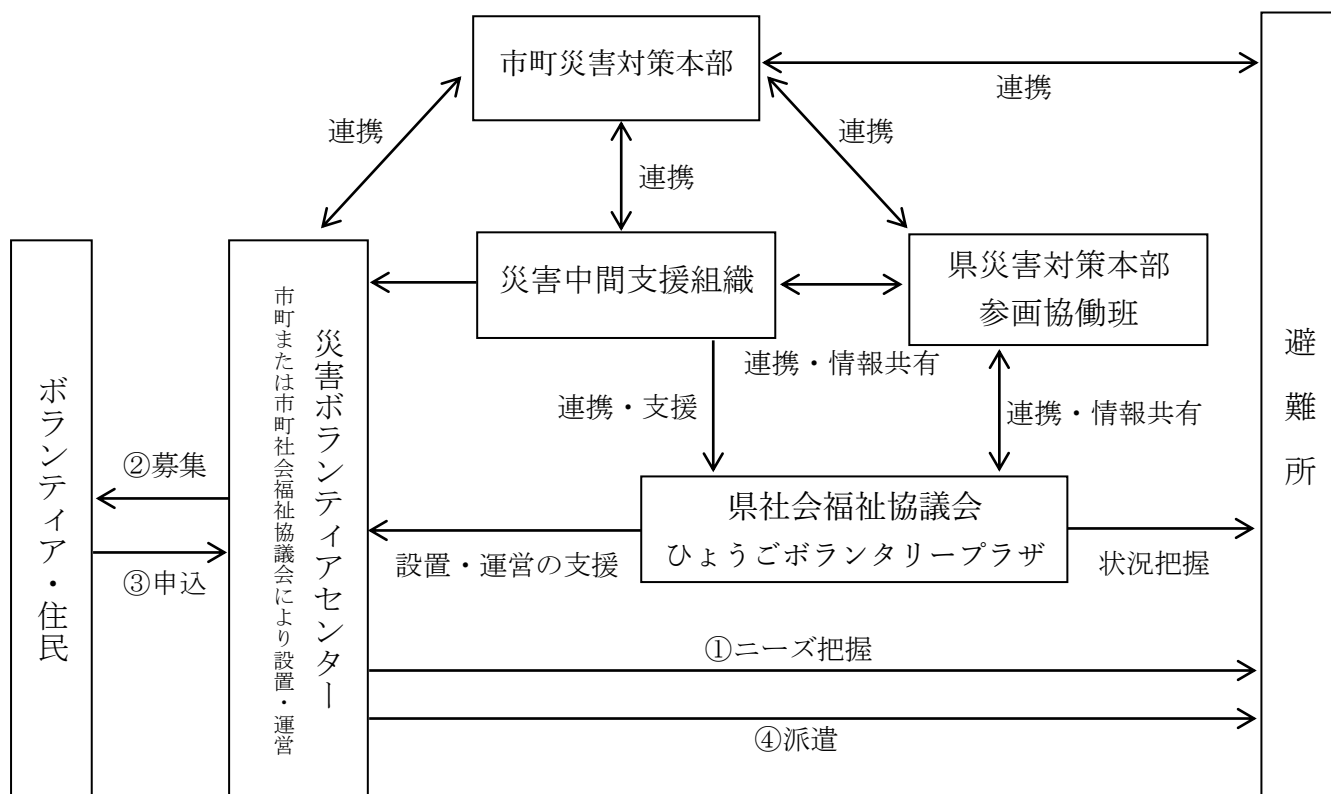 市町災害対策本部
連携
連携
連携
連携
災害中間支援組織
県災害対策本部
参画協働班
連携・情報共有
連携・支援
連携・情報共有
県社会福祉協議会
ひょうごボランタリープラザ
設置・運営の支援
状況把握
災害ボランティアセンター
市町または市町社会福祉協議会により設置・運営
ボランティア・住民
②募集
③申込
①ニーズ把握
④派遣
避難所